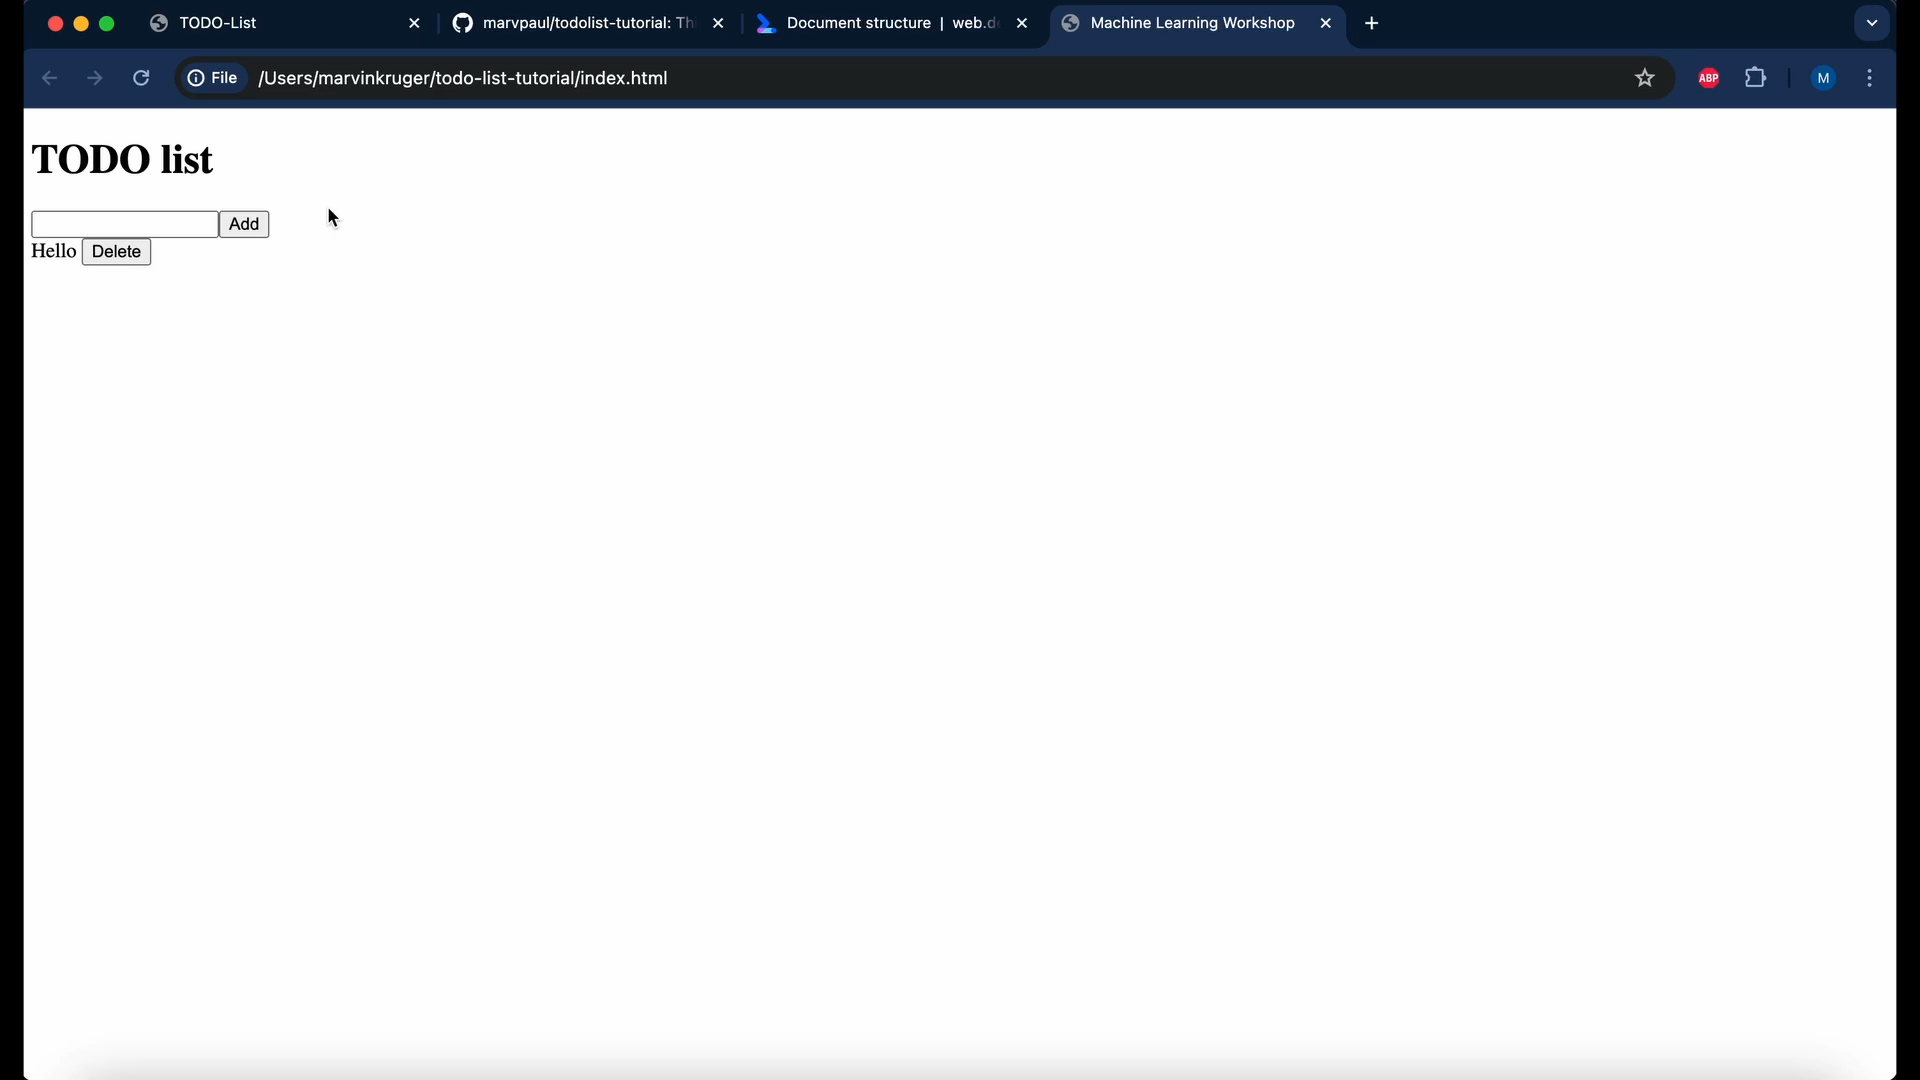 TODO-List
marvpaul/todolist-tutorial: Th
Document structure | web.d
Machine Learning Workshop
File
/Users/marvinkruger/todo-list-tutorial/index.html
ABP
M
TODO list
Add
Hello
Delete